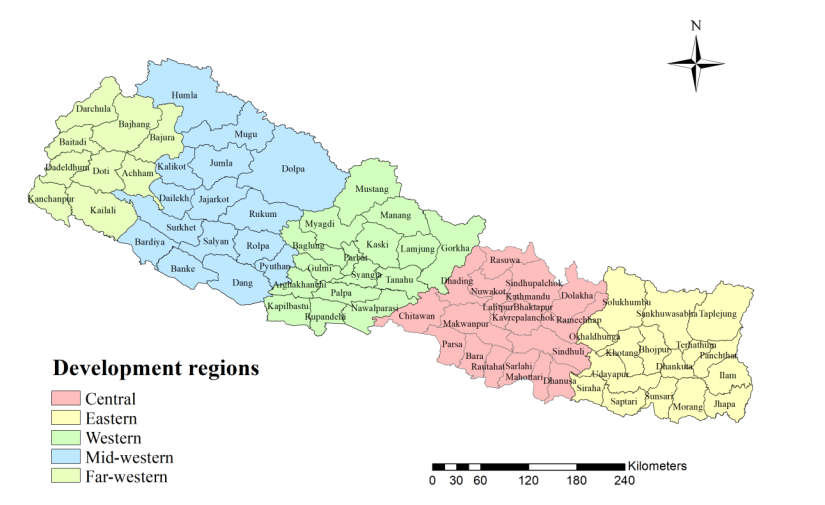 N
Humla
Darchula
Bajhang
Mugu
Bajura
Baitadi
Jumla
Dadeldhura
Doti
Achham
Kalikot
Dolpa
Mustang
Kanchanpur
Dailekh
Jajarkot
Kailali
Rukum
Manang
Myagdi
Surkhet
Bardiya
Salyan
Rolpa
Baglung
Kaski
Lamjung
Gorkha
Parbat
Rasuwa
Banke
Pyuthan
Gulmi
Syangja
Tanahu
Dang
Arghakhanchi
Palpa
Dhading
Nuwakot
Sindhupalchok
Kathmandu
Dolakha
Kapilbastu
Rupandehi
Nawalparasi
Chitawan
Lalitpur
Bhaktapur
Kavrepalanchok
Ramechhap
Makwanpur
Solukhumbu
Sankhuwasabha
Taplejung
Okhaldhunga
Parsa
Bara
Sindhuli
Khotang
Bhojpur
Terhathum
Panchthar
Rautahat
Sarlahi
Mahottari
Dhanusa
Udayapur
Dhankuta
Ilam
Siraha
Saptari
Sunsari
Morang
Jhapa
Development regions
Central
Eastern
Western
Mid-western
Far-western
Kilometers
0 30 60 120 180 240